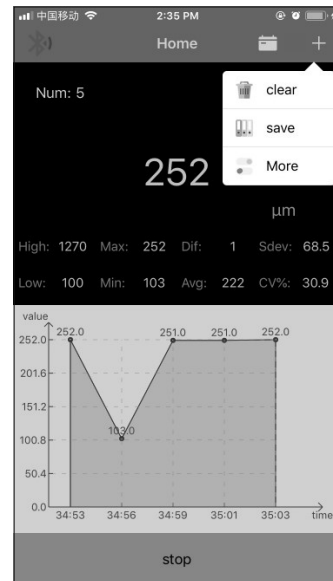 中国移动 2:35 PM
Home
clear
Num: 5
save
252
More
μm
High: 1270 Max: 252 Dif: 1 Sdev: 68.5
Low: 100 Min: 103 Avg: 222 CV%: 30.9
value
252.0 251.0 251.0 252.0
252.0
201.6
151.2
103.0
100.8
50.4
0.0
34:53 34:56 34:59 35:01 35:03 time
stop